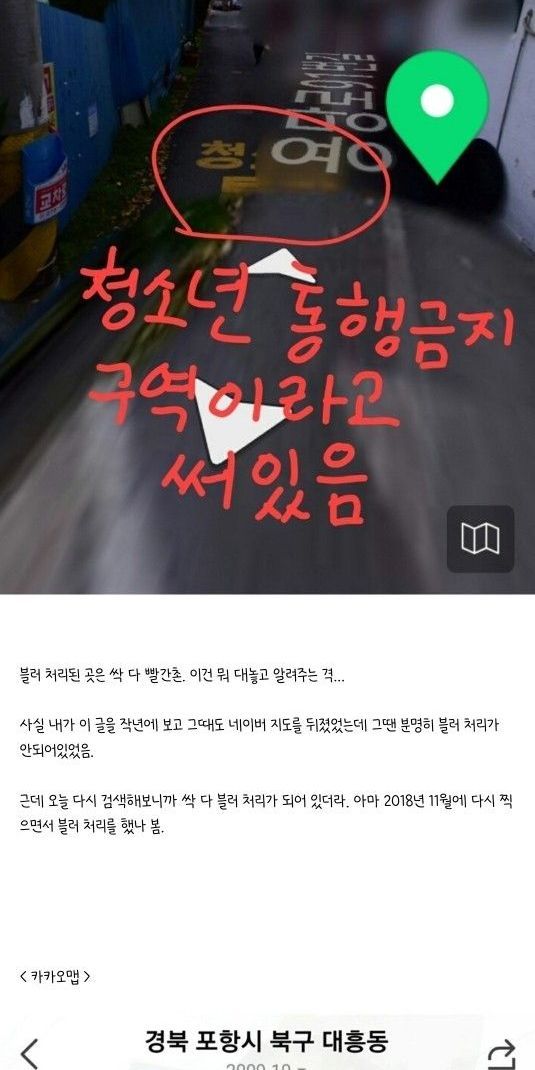 청소년 동행금지
구역이라고
써있음
블러 처리된 곳은 싹 다 빨간촌. 이건 뭐 대놓고 알려주는 격...
사실 내가 이 글을 작년에 보고 그때도 네이버 지도를 뒤졌었는데 그땐 분명히 블러 처리가
안되어있었음.
근데 오늘 다시 검색해보니까 싹 다 블러 처리가 되어 있더라. 아마 2018년 11월에 다시 찍
으면서 블러 처리를 했나 봄.
< 카카오맵 >
경북 포항시 북구 대흥동